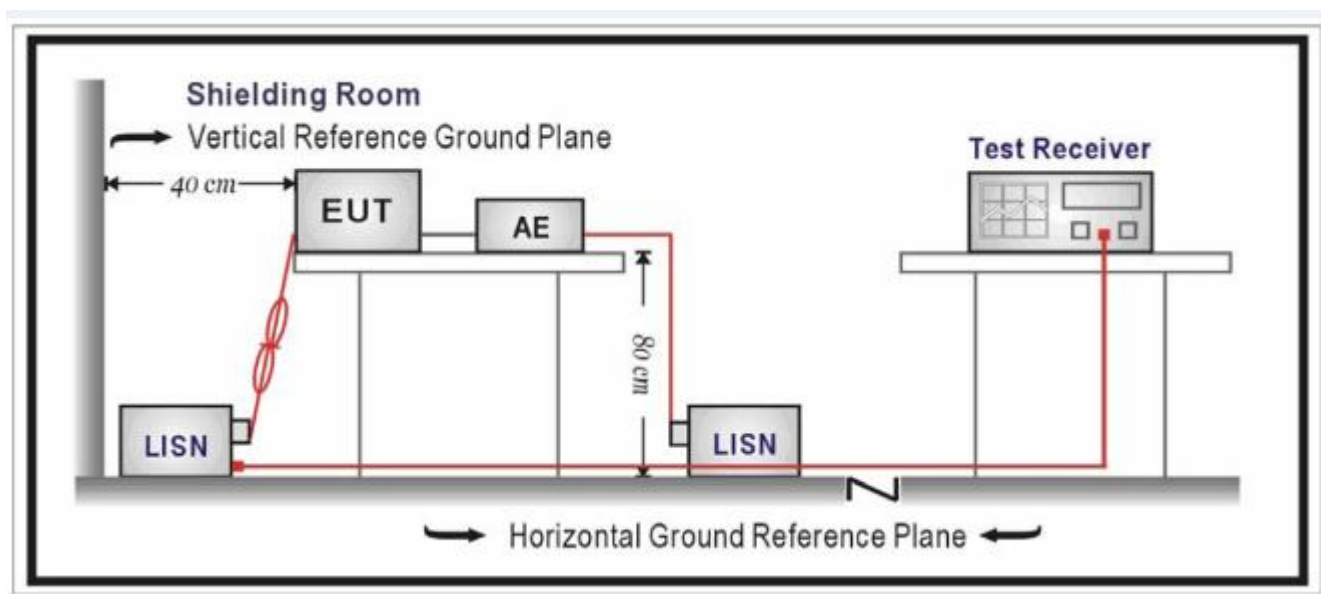 Shielding Room
Vertical Reference Ground Plane
Test Receiver
40 cm
EUT
AE
80 cm
LISN
LISN
Horizontal Ground Reference Plane